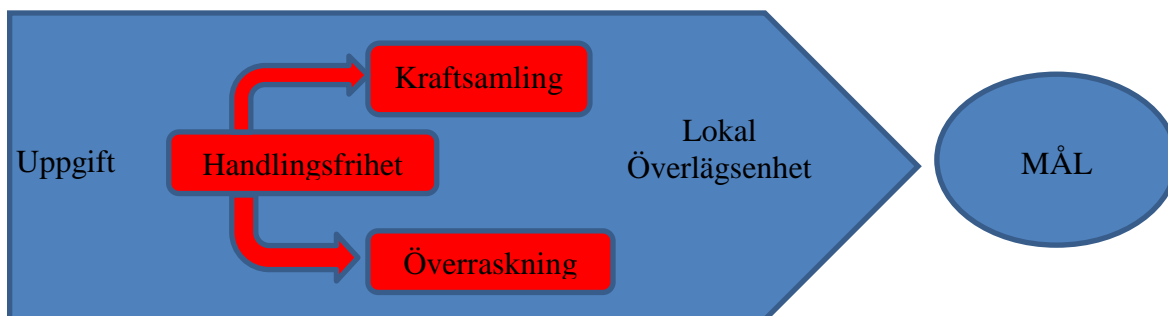 Uppgift
Handlingsfrihet
Kraftsamling
Överraskning
Lokal
Överlägsenhet
MÅL